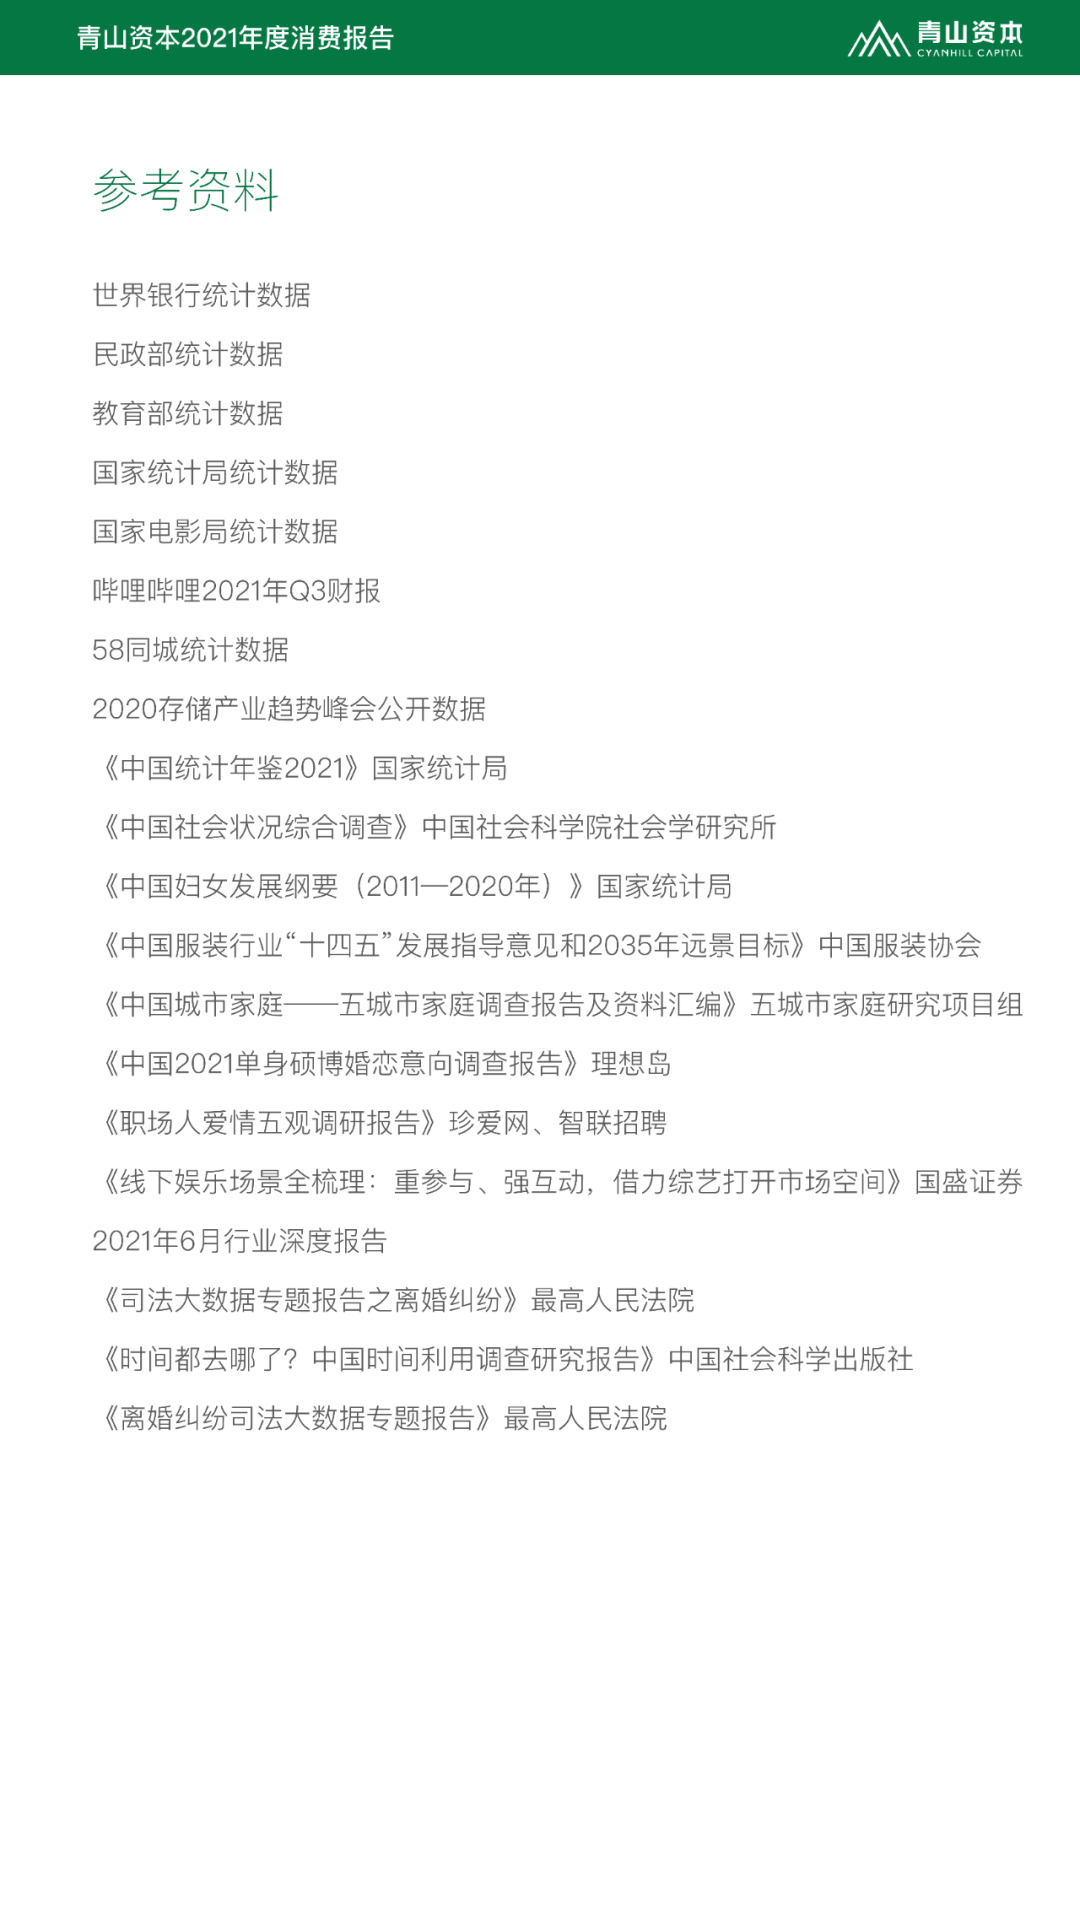 青山资本2021年度消费报告
青山资本
CYANHILL CAPITAL
参考资料
世界银行统计数据
民政部统计数据
教育部统计数据
国家统计局统计数据
国家电影局统计数据
哔哩哔哩2021年Q3财报
58同城统计数据
2020存储产业趋势峰会公开数据
《中国统计年鉴2021》国家统计局
《中国社会状况综合调查》中国社会科学院社会学研究所
《中国妇女发展纲要（2011—2020年）》国家统计局
《中国服装行业“十四五”发展指导意见和2035年远景目标》中国服装协会
《中国城市家庭——五城市家庭调查报告及资料汇编》五城市家庭研究项目组
《中国2021单身硕博婚恋意向调查报告》理想岛
《职场人爱情五观调研报告》珍爱网、智联招聘
《线下娱乐场景全梳理：重参与、强互动，借力综艺打开市场空间》国盛证券
2021年6月行业深度报告
《司法大数据专题报告之离婚纠纷》最高人民法院
《时间都去哪了？中国时间利用调查研究报告》中国社会科学出版社
《离婚纠纷司法大数据专题报告》最高人民法院